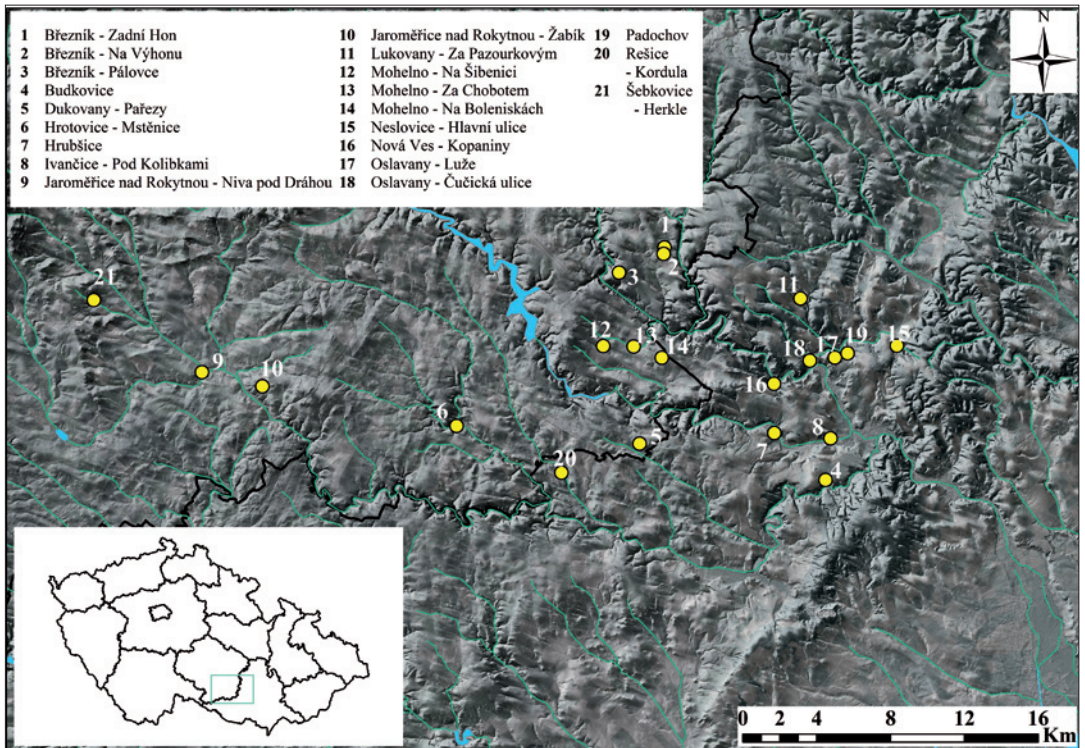 1 Březník - Zadní Hon
2 Březník - Na Výhonu
3 Březník - Pálovce
4 Budkovice
5 Dukovany - Pařezy
6 Hrotovice - Mstěnice
7 Hrubšice
8 Ivančice - Pod Kolibkami
9 Jaroměřice nad Rokytnou - Niva pod Dráhou
10 Jaroměřice nad Rokytnou - Žabík
11 Lukovany - Za Pazourkovým
12 Mohelno - Na Šibenici
13 Mohelno - Za Chobotem
14 Mohelno - Na Boleniskách
15 Neslovice - Hlavní ulice
16 Nová Ves - Kopaniny
17 Oslavany - Luže
18 Oslavany - Čučická ulice
19 Padochov
20 Rešice
- Kordula
21 Šebkovice
- Herkle
N
1
2
3
21
11
12
13
14
18
17
19
15
9
10
16
6
5
7
8
20
4
0 2 4 8 12 16
Km